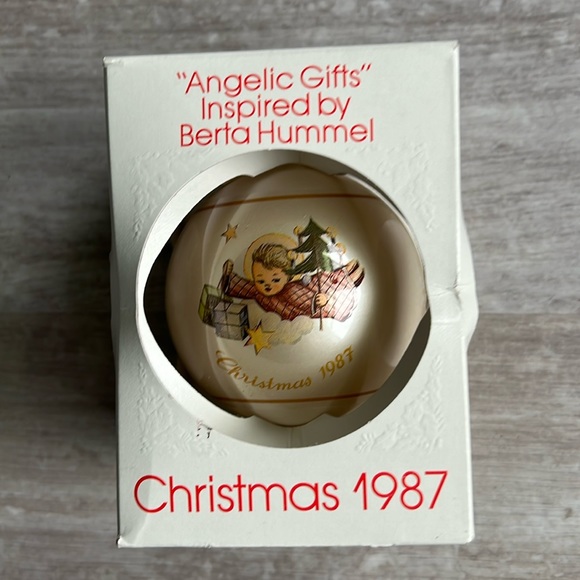 "Angelic Gifts"
Inspired by
Berta Hummel
Christmas 1987
Christmas 1987